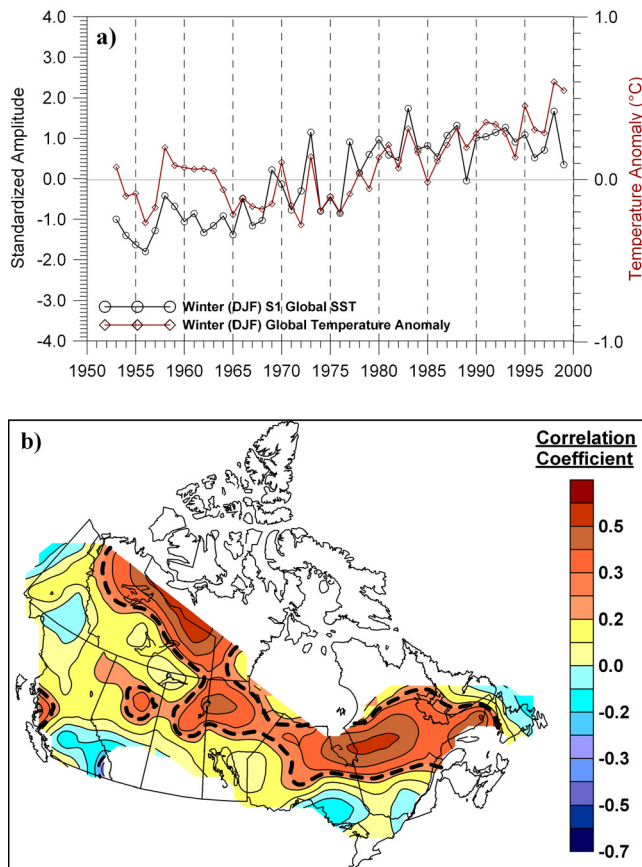 a)
4.0
3.0
2.0
1.0
0.0
-1.0
-2.0
-3.0
-4.0
Standardized Amplitude
1.0
0.0
-1.0
Temperature Anomaly (°C)
Winter (DJF) S1 Global SST
Winter (DJF) Global Temperature Anomaly
1950 1955 1960 1965 1970 1975 1980 1985 1990 1995 2000
b)
Correlation
Coefficient
0.5
0.3
0.2
0.0
-0.2
-0.3
-0.5
-0.7